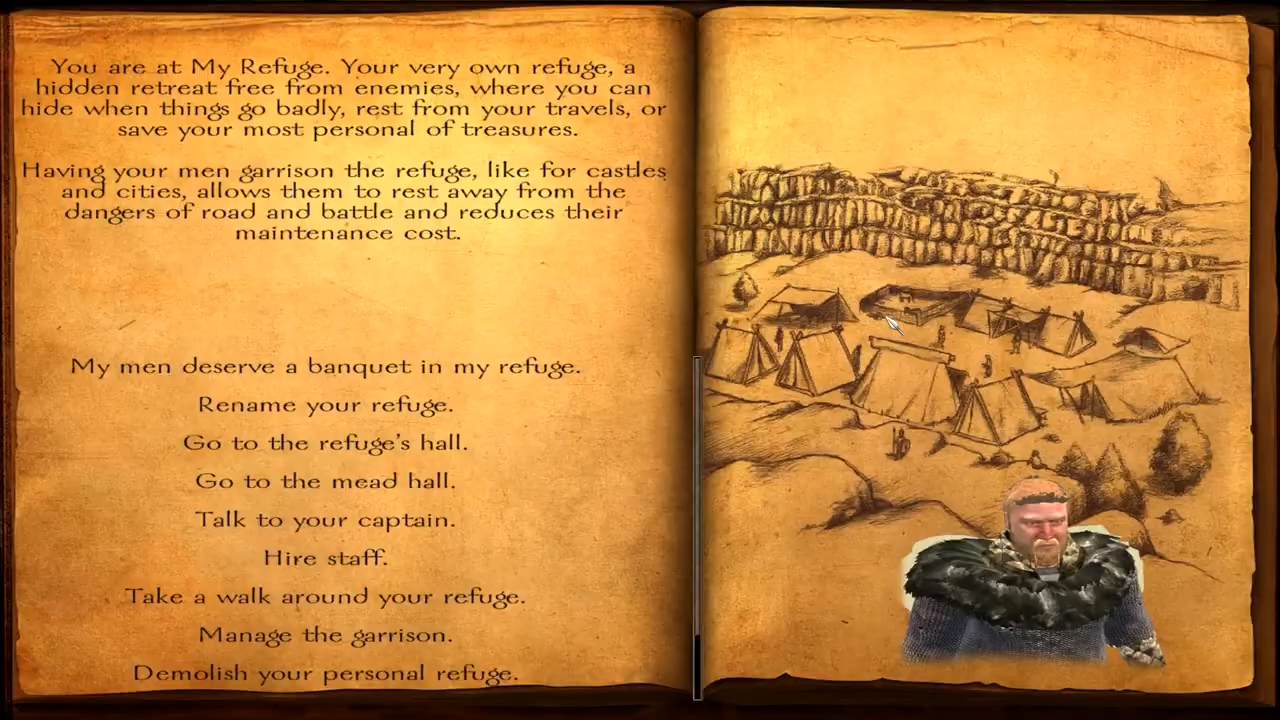 You are at My Refuge. Your very own refuge, a
hidden retreat free from enemies, where you can
hide when things go badly, rest from your travels, or
save your most personal of treasures.
Having your men garrison the refuge, like for castles
and cities, allows them to rest away from the
dangers of road and battle and reduces their
maintenance cost.
My men deserve a banquet in my refuge.
Rename your refuge.
Go to the refuge's hall.
Go to the mead hall.
Talk to your captain.
Hire staff.
Take a walk around your refuge.
Manage the garrison.
Demolish your personal refuge.